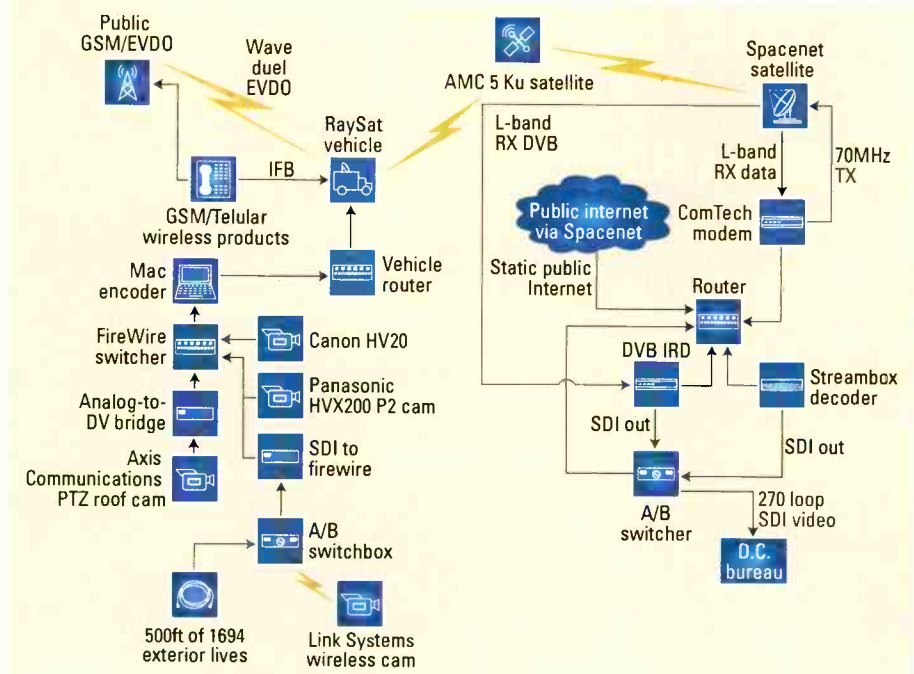 Public
GSM/EVDO
Wave
duel
EVDO
AMC 5 Ku satellite
Spacenet
satellite
RaySat
vehicle
L-band
RX DVB
L-band
RX data
70MHz
TX
IFB
GSM/Telular
wireless products
Public internet
via Spacenet
ComTech
modem
Mac
encoder
Vehicle
router
Static public
Internet
Router
FireWire
switcher
Canon HV20
DVB IRD
Streambox
decoder
Panasonic
HVX200 P2 cam
Analog-to-
DV bridge
SDI out
SDI out
SDI to
firewire
Axis
Communications
PTZ roof cam
A/B
switcher
270 loop
SDI video
A/B
switchbox
D.C.
bureau
500ft of 1694
exterior lives
Link Systems
wireless cam